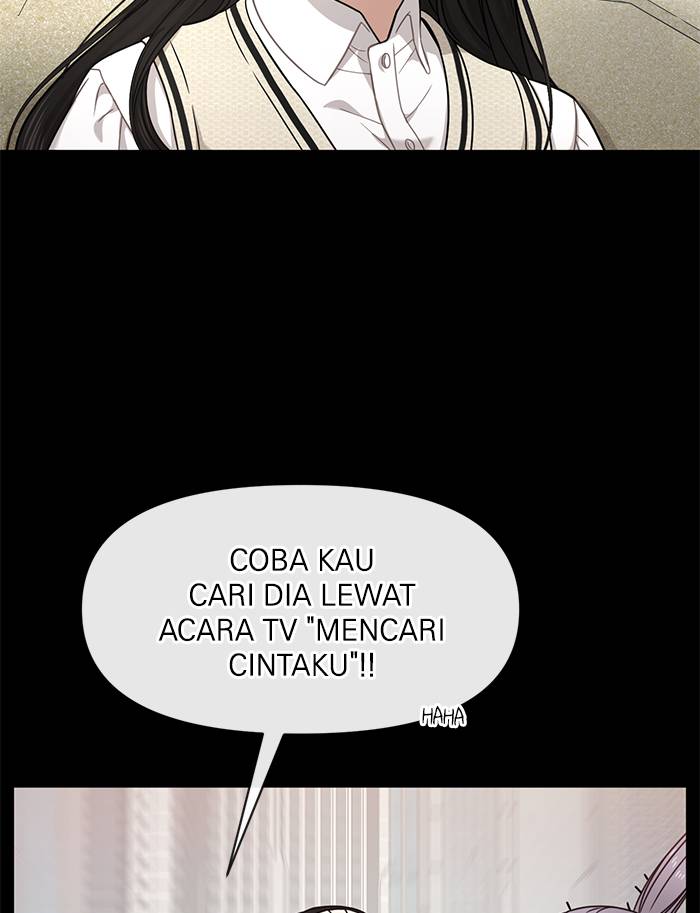 COBA KAU
CARI DIA LEWAT
ACARA TV "MENCARI
CINTAKU"!!
HAHA